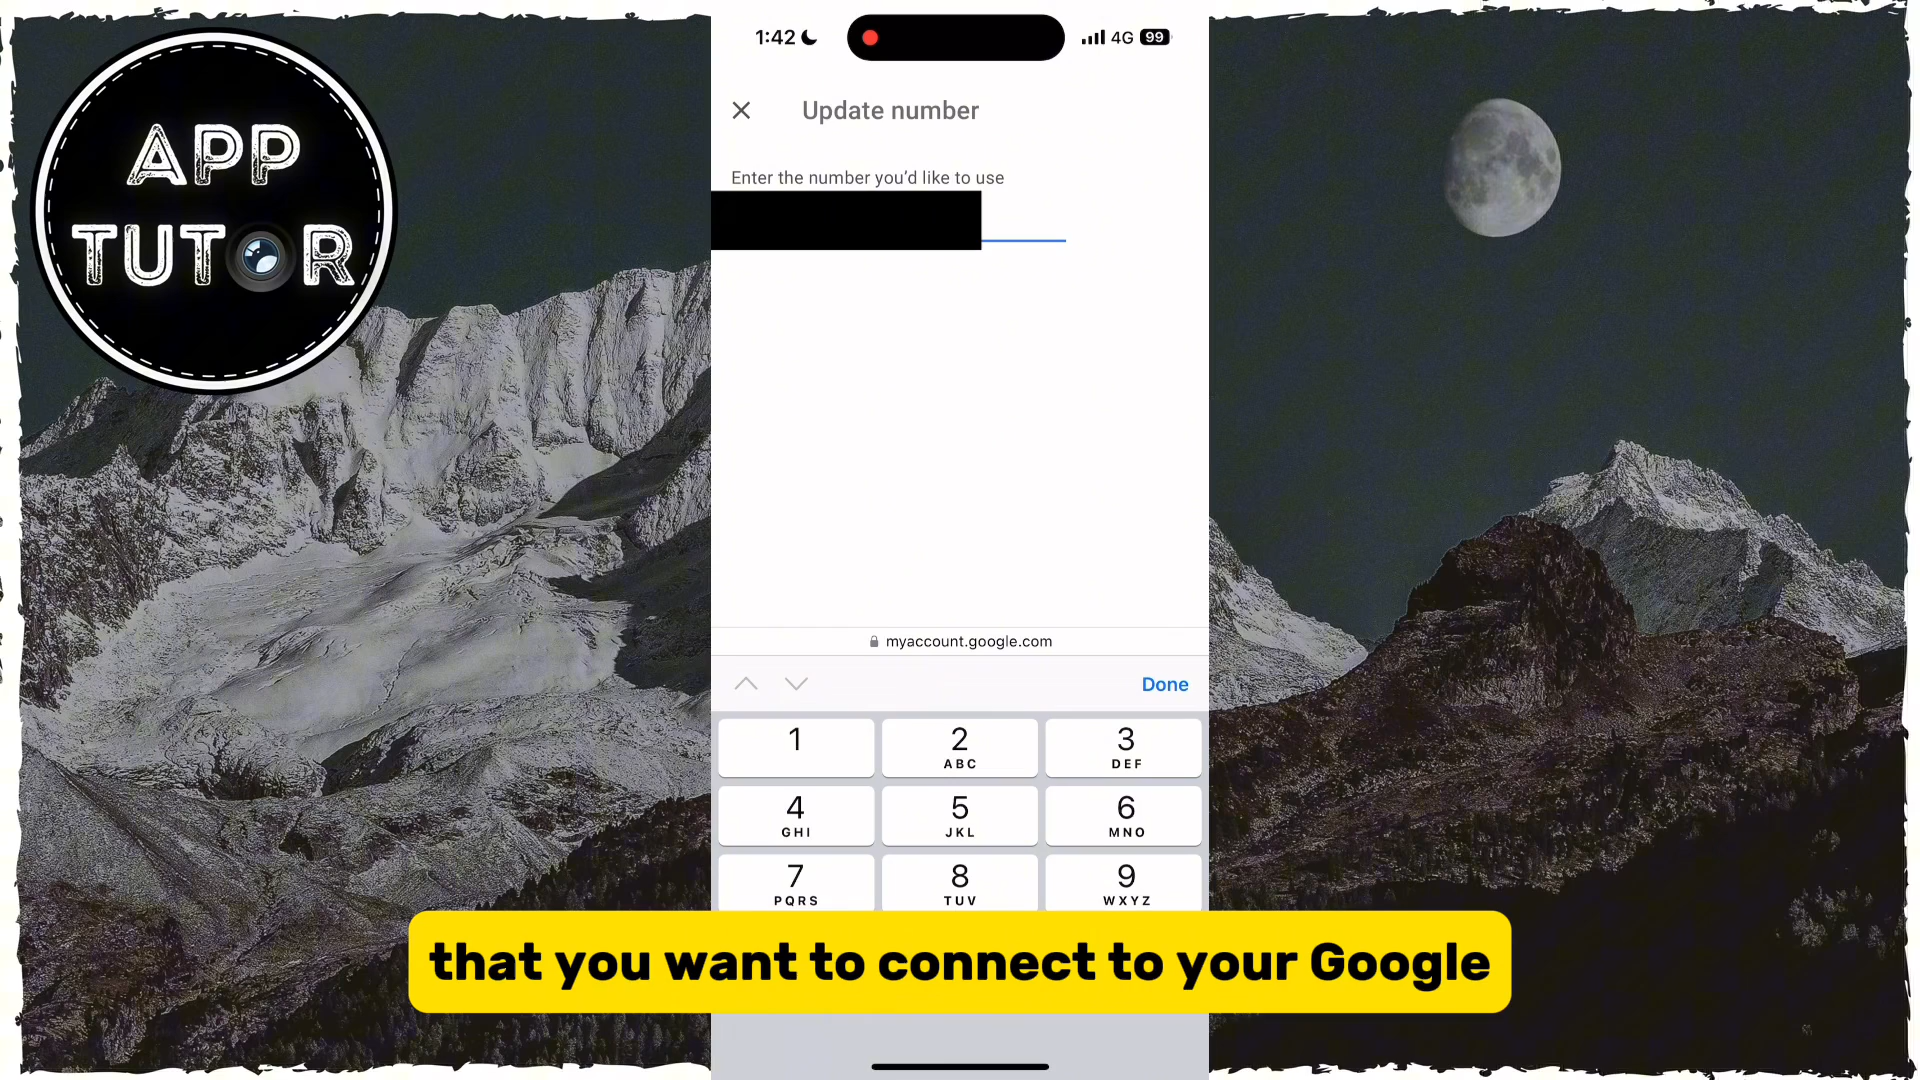 APP
TUTOR
1:42
4G 99
Update number
Enter the number you’d like to use
myaccount.google.com
Done
1
2
ABC
3
DEF
4
GHI
5
JKL
6
MNO
7
PQRS
8
TUV
9
WXYZ
that you want to connect to your Google